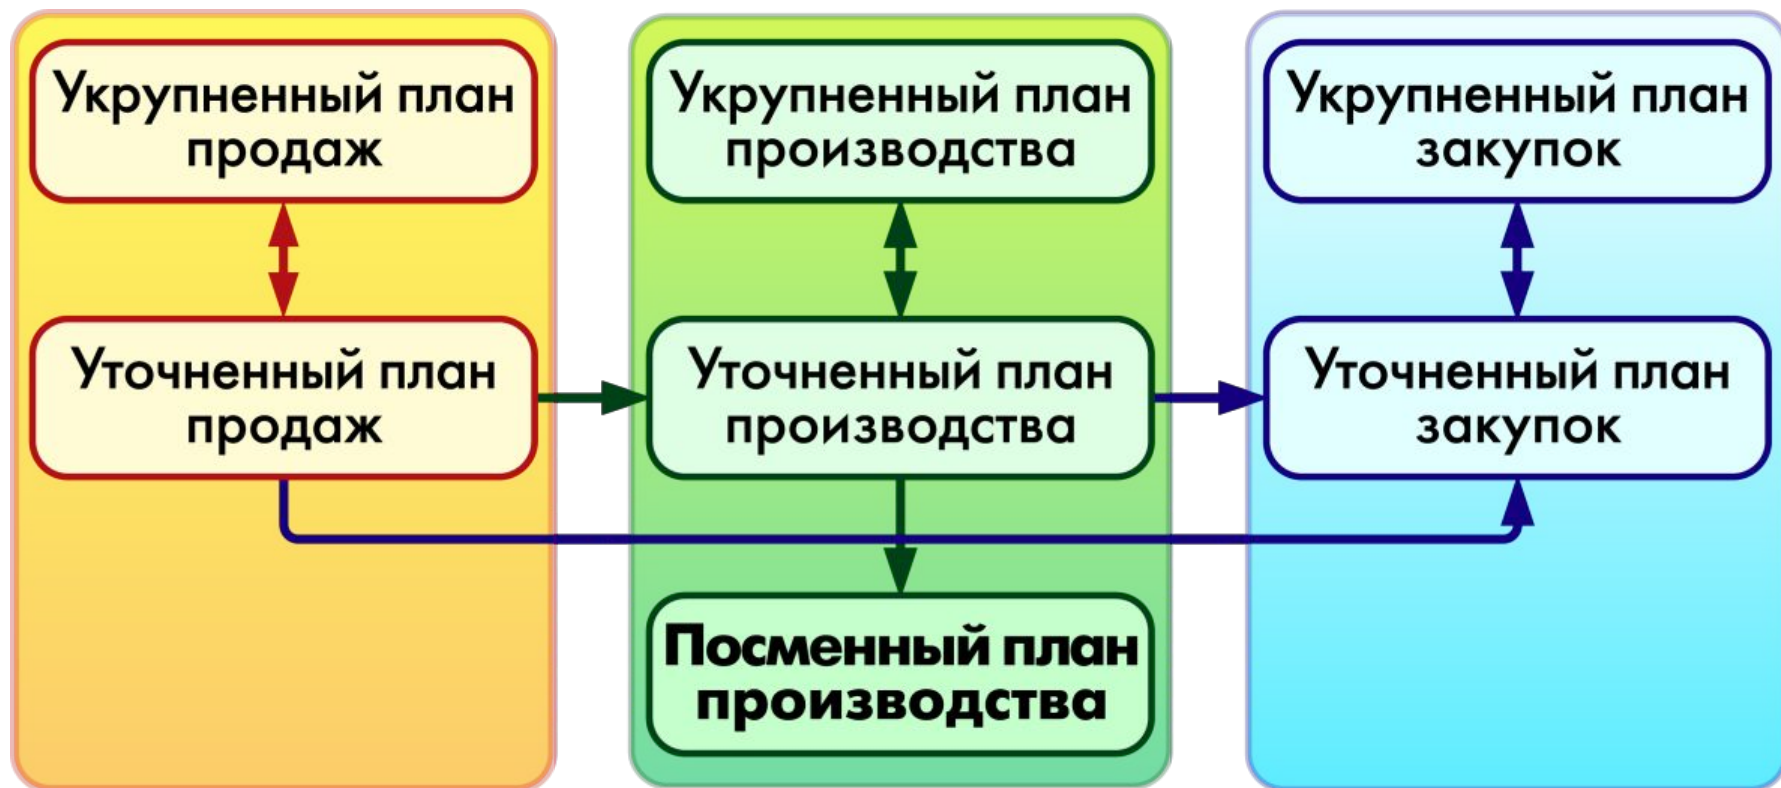 Укрупненный план
продаж
Укрупненный план
производства
Укрупненный план
закупок
Уточненный план
продаж
Уточненный план
производства
Уточненный план
закупок
Посменный план
производства